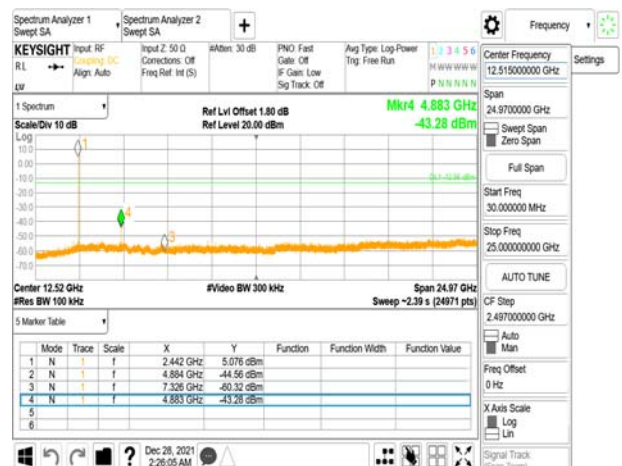 Spectrum Analyzer 1
Swept SA
Spectrum Analyzer 2
Swept SA
+
Frequency
KEYSIGHT
RL
Input: RF
Coupling: DC
Align: Auto
Input Z: 50 Ω
Corrections: Off
Freq Ref: Int (S)
#Atten: 30 dB
PNO: Fast
Gate: Off
IF Gain: Low
Sig Track: Off
Avg Type: Log-Power
Trig: Free Run
1 2 3 4 5 6
M W W W W W
P N N N N N
1 Spectrum
Scale/Div 10 dB
Ref Lvl Offset 1.80 dB
Ref Level 20.00 dBm
Mkr4 4.883 GHz
-43.28 dBm
Log
10.0
0.00
-10.0
-20.0
-30.0
-40.0
-50.0
-60.0
-70.0
1
4
3
Center 12.52 GHz
#Res BW 100 kHz
#Video BW 300 kHz
Span 24.97 GHz
Sweep ~2.39 s (24971 pts)
5 Marker Table
Mode Trace Scale X Y Function Function Width Function Value
1 N 1 f 2.442 GHz 5.076 dBm
2 N 1 f 4.884 GHz -44.56 dBm
3 N 1 f 7.326 GHz -60.32 dBm
4 N 1 f 4.883 GHz -43.28 dBm
5
6
?
Dec 28, 2021
2:26:05 AM
Center Frequency
12.515000000 GHz
Settings
Span
24.9700000 GHz
Swept Span
Zero Span
Full Span
Start Freq
30.000000 MHz
Stop Freq
25.000000000 GHz
AUTO TUNE
CF Step
2.497000000 GHz
Auto
Man
Freq Offset
0 Hz
X Axis Scale
Log
Lin
Signal Track